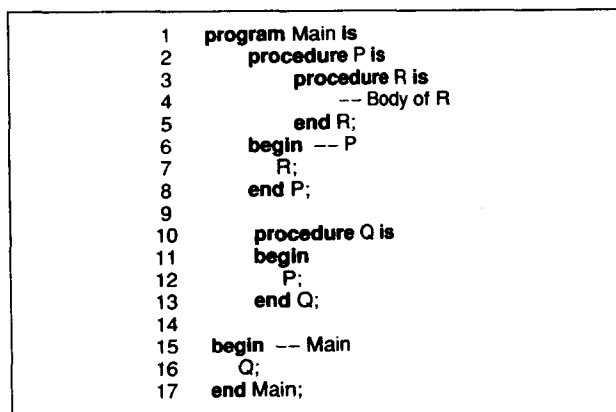 1 program Main is
2 procedure P is
3 procedure R is
4 -- Body of R
5 end R;
6 begin -- P
7 R;
8 end P;
9
10 procedure Q is
11 begin
12 P;
13 end Q;
14
15 begin -- Main
16 Q;
17 end Main;